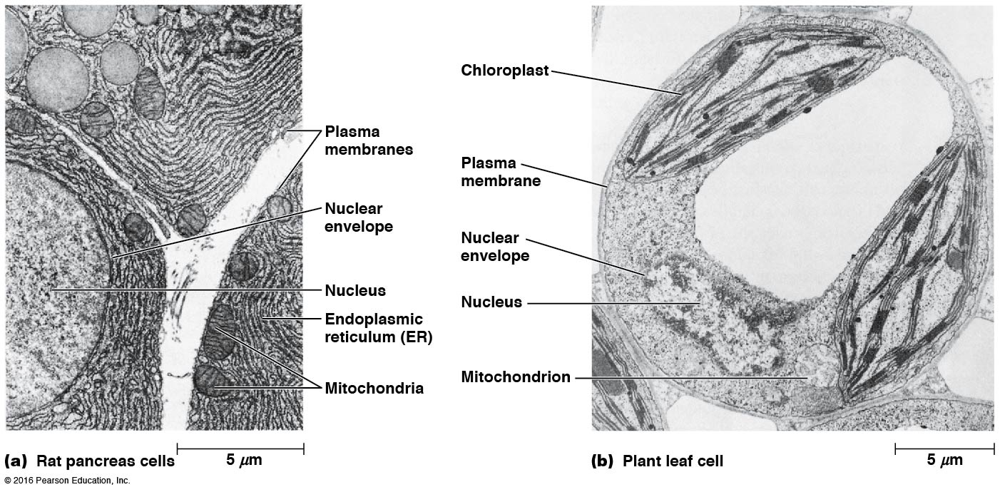 Plasma
membranes
Nuclear
envelope
Nucleus
Endoplasmic
reticulum (ER)
Mitochondria
(a) Rat pancreas cells
5 μm
© 2016 Pearson Education, Inc.
Chloroplast
Plasma
membrane
Nuclear
envelope
Nucleus
Mitochondrion
(b) Plant leaf cell
5 μm